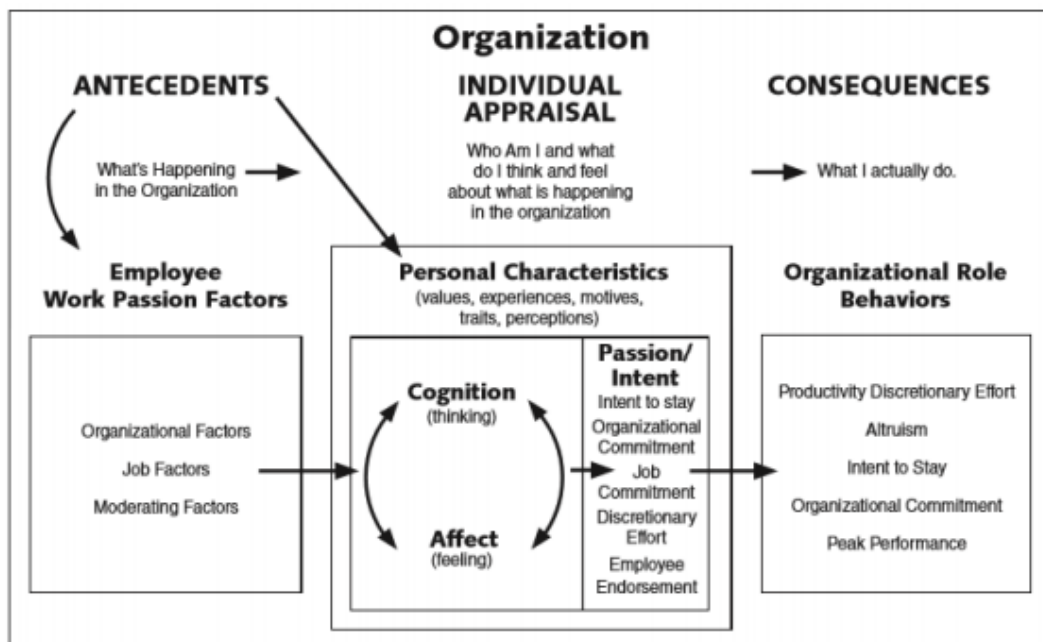 Organization
ANTECEDENTS
INDIVIDUAL
APPRAISAL
CONSEQUENCES
What's Happening
in the Organization
Who Am I and what
do I think and feel
about what is happening
in the organization
What I actually do.
Employee
Work Passion Factors
Personal Characteristics
(values, experiences, motives,
traits, perceptions)
Organizational Role
Behaviors
Organizational Factors
Job Factors
Moderating Factors
Cognition
(thinking)
Affect
(feeling)
Passion/
Intent
Intent to stay
Organizational
Commitment
Job
Commitment
Discretionary
Effort
Employee
Endorsement
Productivity Discretionary Effort
Altruism
Intent to Stay
Organizational Commitment
Peak Performance